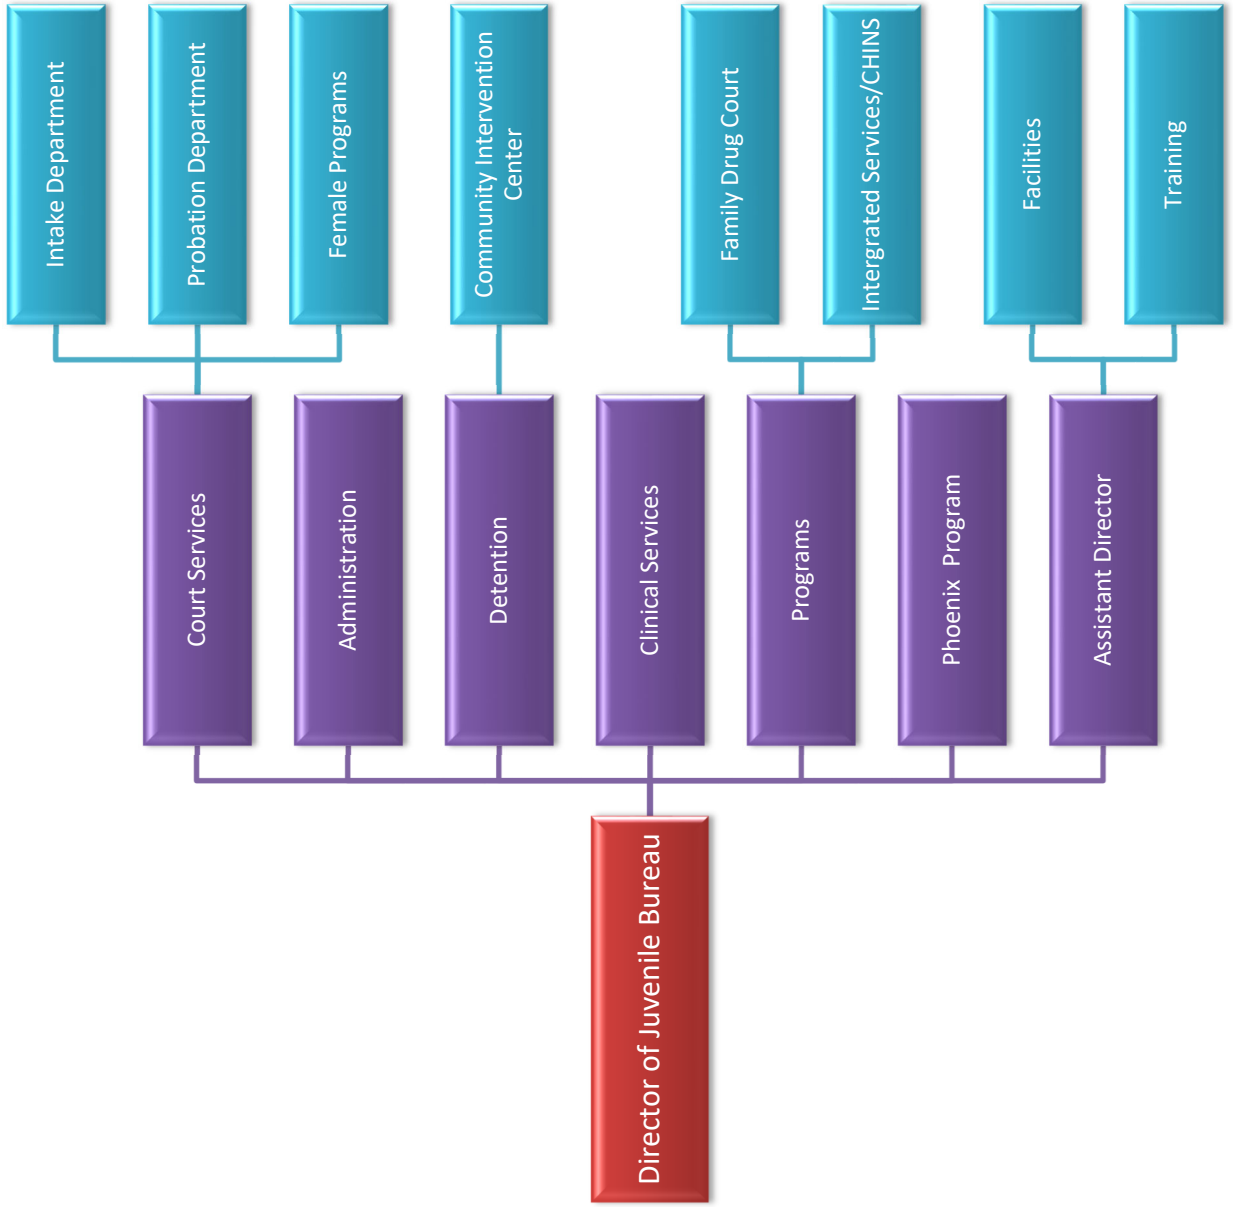 Director of Juvenile Bureau
Court Services
Intake Department
Probation Department
Female Programs
Administration
Detention
Community Intervention
Center
Clinical Services
Programs
Family Drug Court
Intergrated Services/CHINS
Phoenix  Program
Assistant Director
Facilities
Training